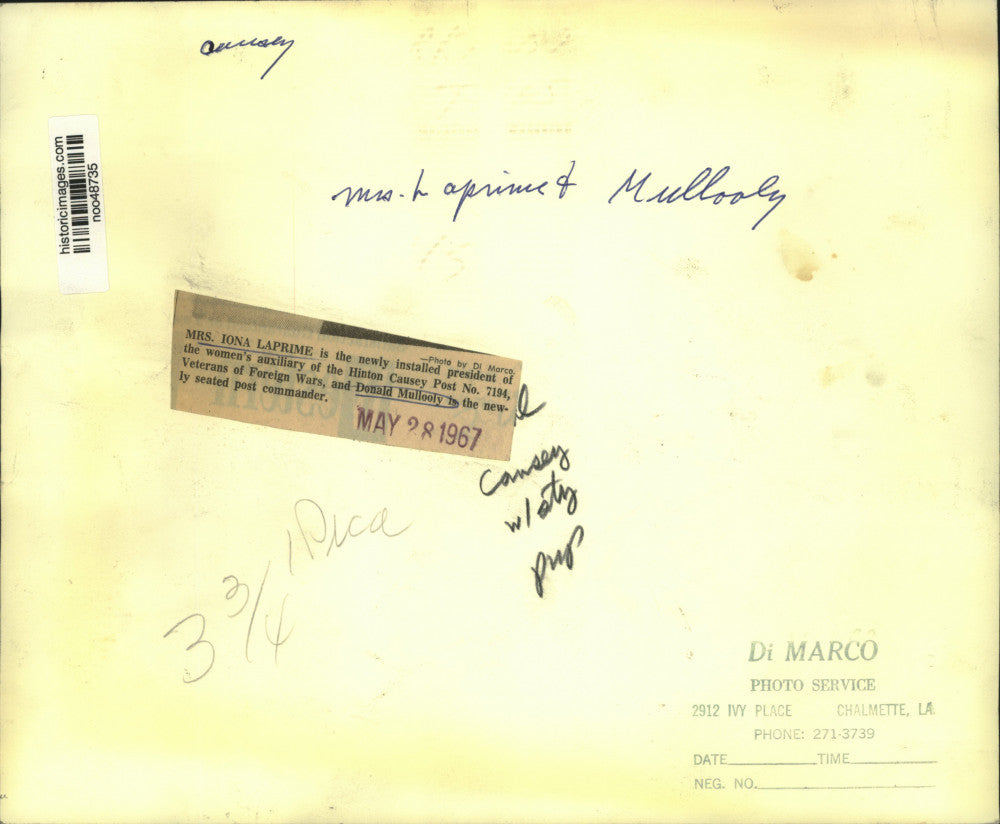 Causey
historicimages.com
noo48735
Mrs. Laprime & Mullooly
—Photo by Di Marco.
MRS. IONA LAPRIME is the newly installed president of
the women's auxiliary of the Hinton Causey Post No. 7194,
Veterans of Foreign Wars, and Donald Mullooly is the new-
ly seated post commander.
MAY 28 1967
Causey
w/sty
1 Pica
3 3/4
Di MARCO
PHOTO SERVICE
2912 IVY PLACE CHALMETTE, LA.
PHONE: 271-3739
DATE TIME
NEG. NO.